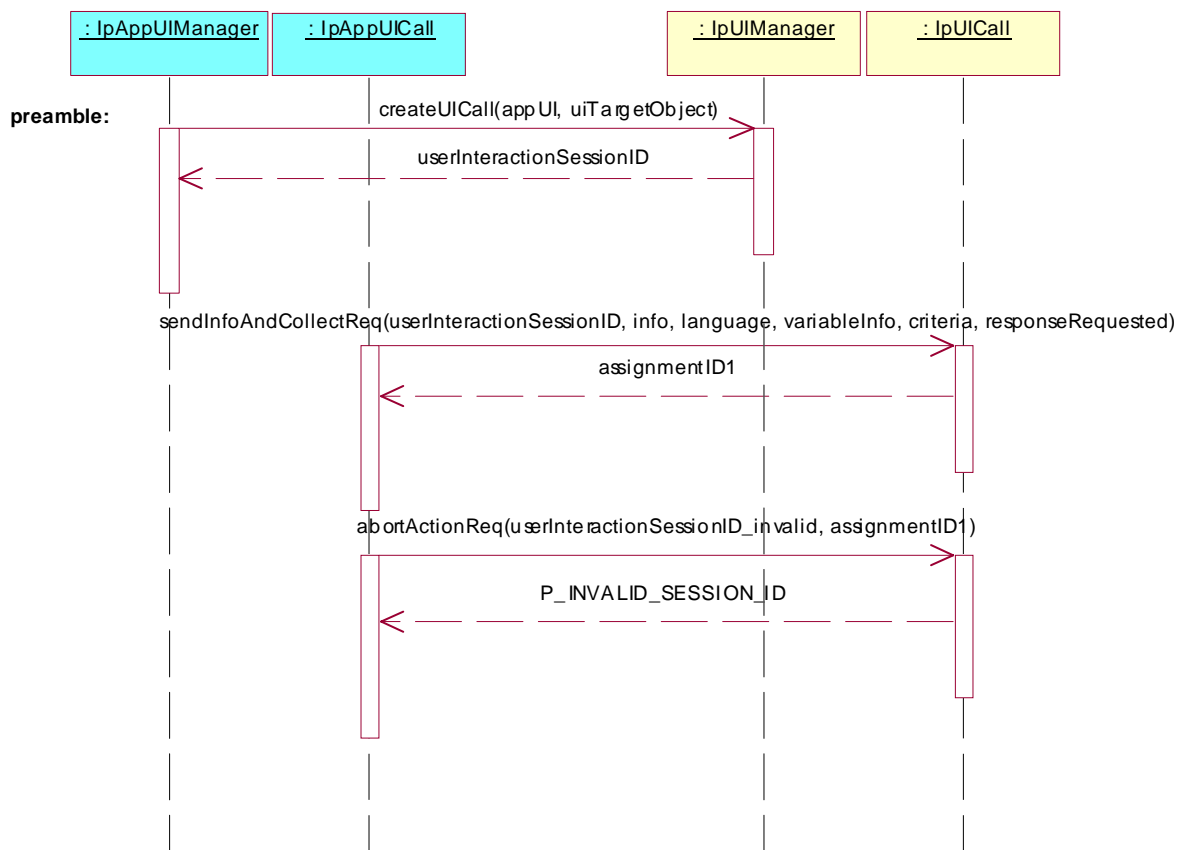 : IpAppUIManager
: IpAppUICall
: IpUIManager
: IpUICall
preamble:
createUICall(appUI, uiTargetObject)
userInteractionSessionID
sendInfoAndCollectReq(userInteractionSessionID, info, language, variableInfo, criteria, responseRequested)
assignmentID1
abortActionReq(userInteractionSessionID_invalid, assignmentID1)
P_INVALID_SESSION_ID